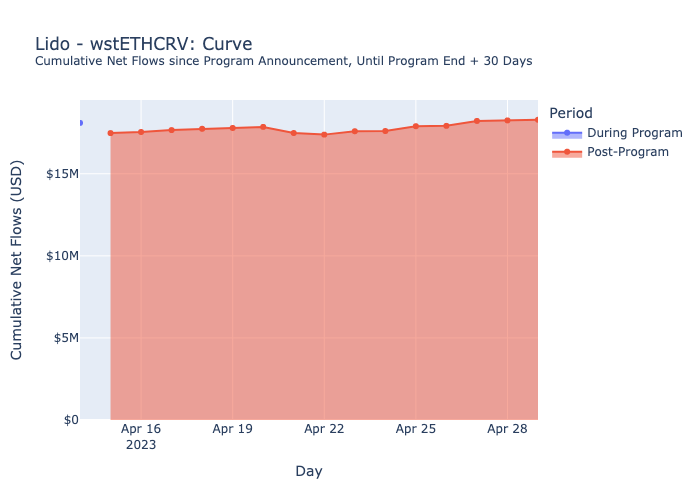 Lido - wstETHCRV: Curve
Cumulative Net Flows since Program Announcement, Until Program End + 30 Days
Period
During Program
Post-Program
Cumulative Net Flows (USD)
$15M
$10M
$5M
$0
Apr 16
2023
Apr 19
Apr 22
Apr 25
Apr 28
Day